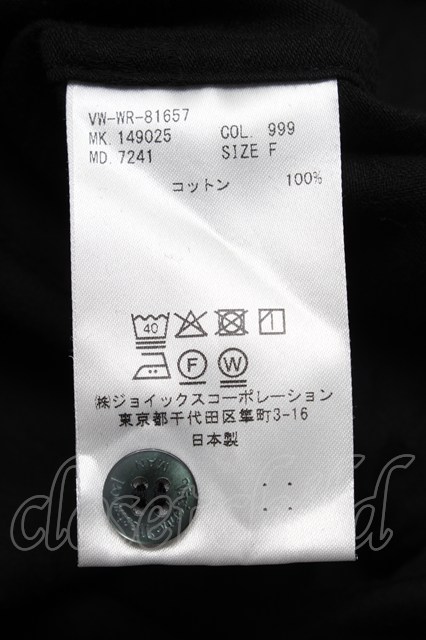 VW-WR-81657
MK. 149025 COL. 999
MD. 7241 SIZE F
コットン 100%
40
F W
㈱ジョイックスコーポレーション
東京都千代田区隼町3-16
日本製
closet child